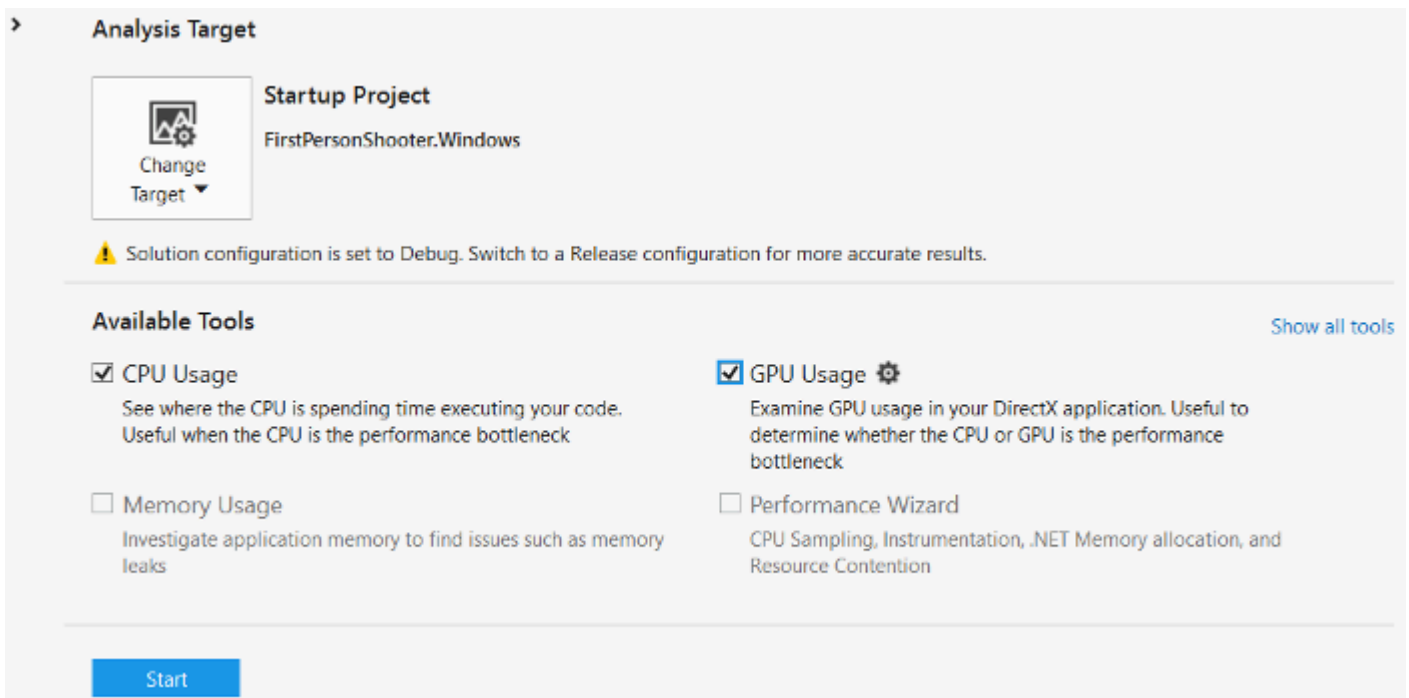 Analysis Target
Startup Project
FirstPersonShooter.Windows
Change
Target
Solution configuration is set to Debug. Switch to a Release configuration for more accurate results.
Available Tools
Show all tools
CPU Usage
See where the CPU is spending time executing your code.
Useful when the CPU is the performance bottleneck
GPU Usage
Examine GPU usage in your DirectX application. Useful to
determine whether the CPU or GPU is the performance
bottleneck
Memory Usage
Investigate application memory to find issues such as memory
leaks
Performance Wizard
CPU Sampling, Instrumentation, .NET Memory allocation, and
Resource Contention
Start